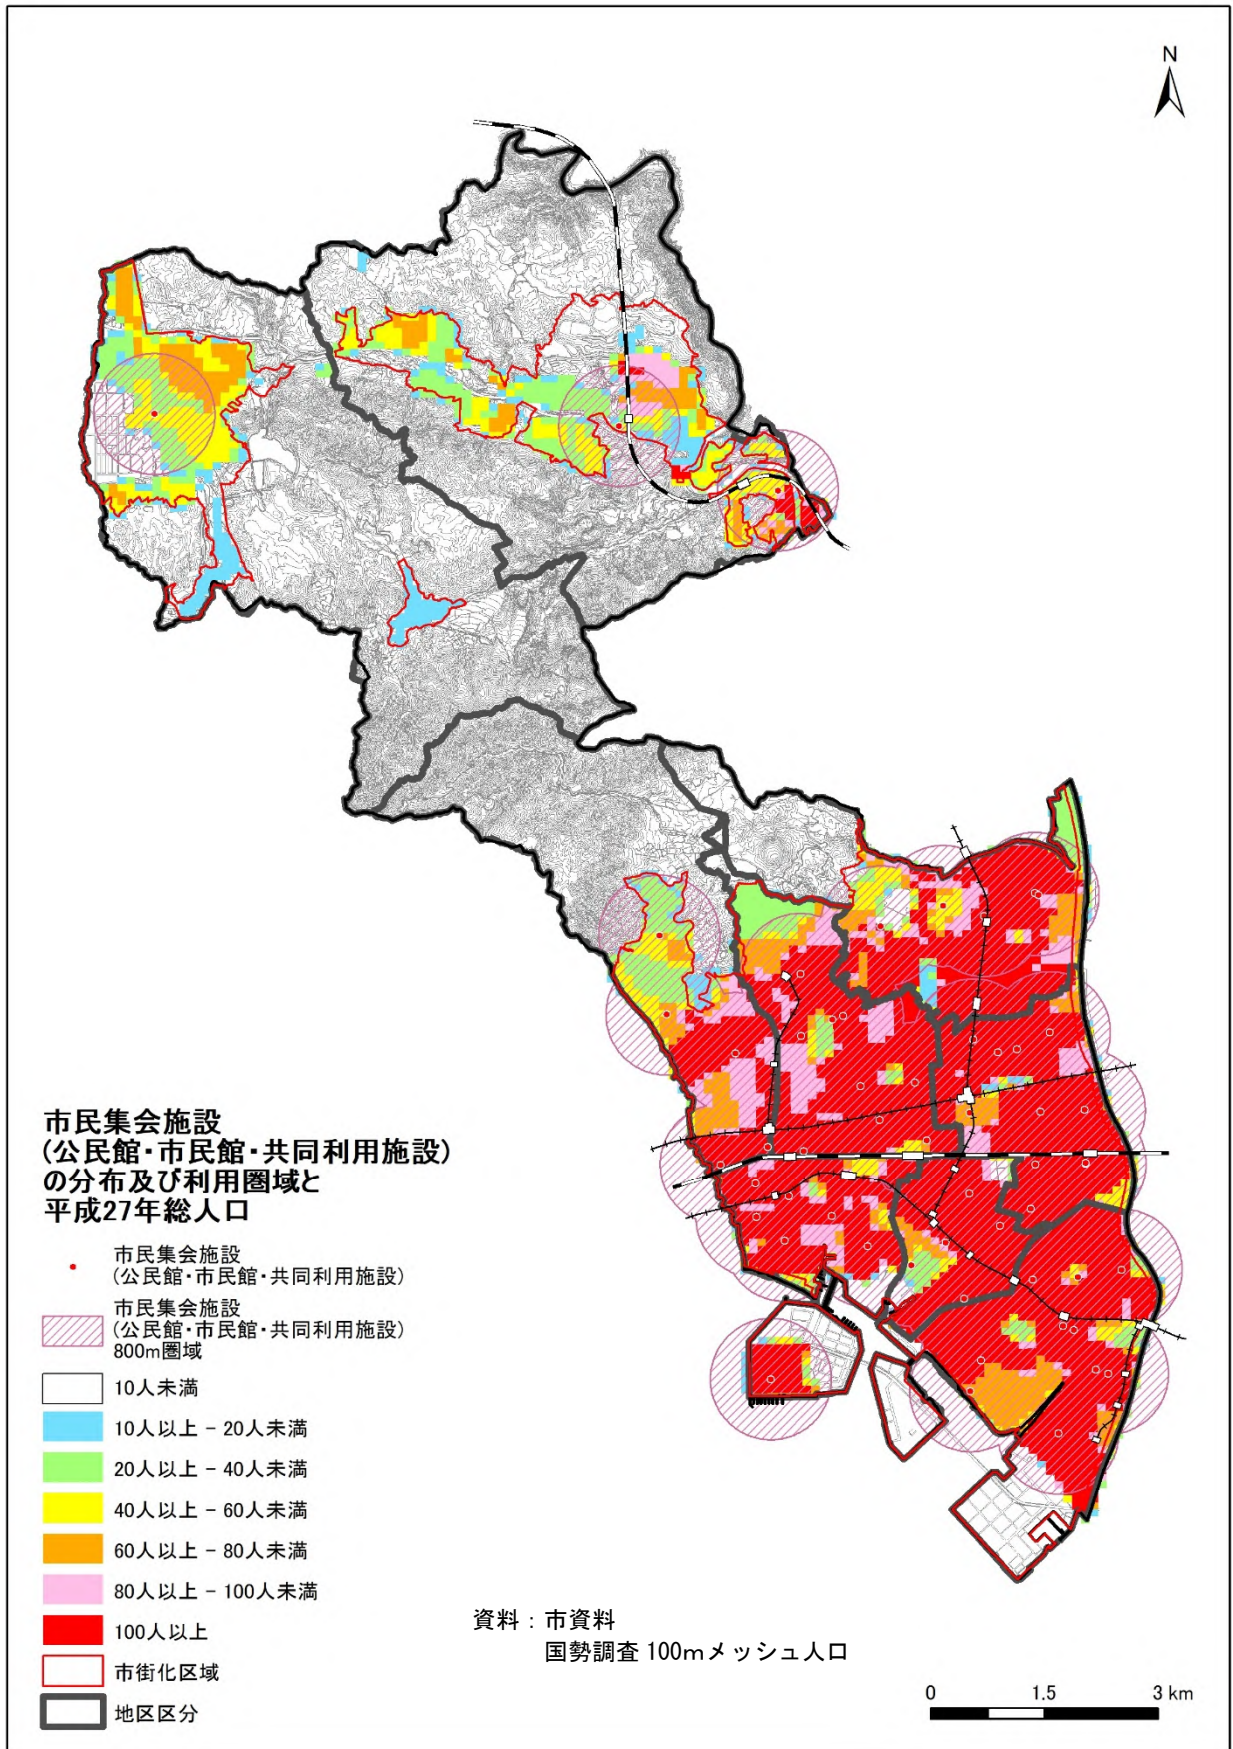 N
市民集会施設
(公民館・市民館・共同利用施設)
の分布及び利用圏域と
平成27年総人口
市民集会施設
(公民館・市民館・共同利用施設)
市民集会施設
(公民館・市民館・共同利用施設)
800m圏域
10人未満
10人以上 - 20人未満
20人以上 - 40人未満
40人以上 - 60人未満
60人以上 - 80人未満
80人以上 - 100人未満
100人以上
市街化区域
地区区分
資料：市資料
国勢調査 100mメッシュ人口
0 1.5 3 km